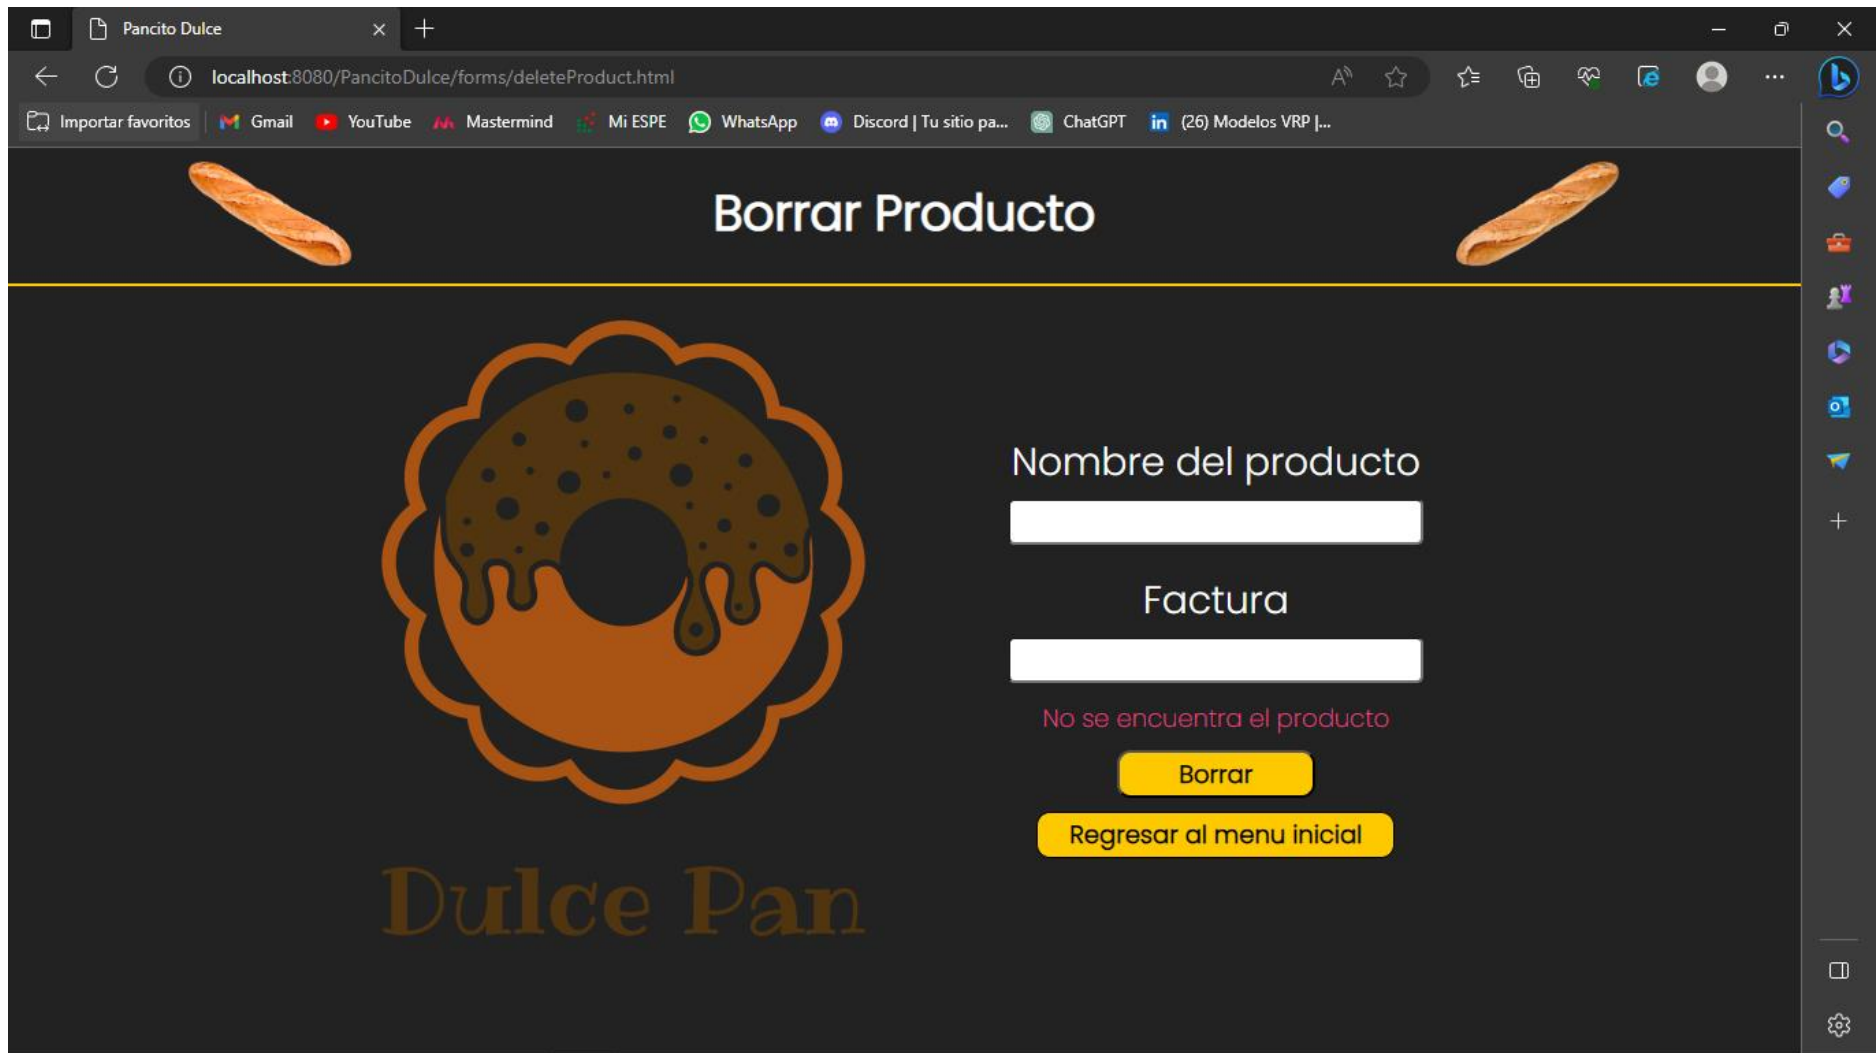 Pancito Dulce
localhost:8080/PancitoDulce/forms/deleteProduct.html
Importar favoritos Gmail YouTube Mastermind Mi ESPE WhatsApp Discord | Tu sitio pa... ChatGPT (26) Modelos VRP |...
Borrar Producto
Nombre del producto
Factura
No se encuentra el producto
Borrar
Regresar al menu inicial
Dulce Pan